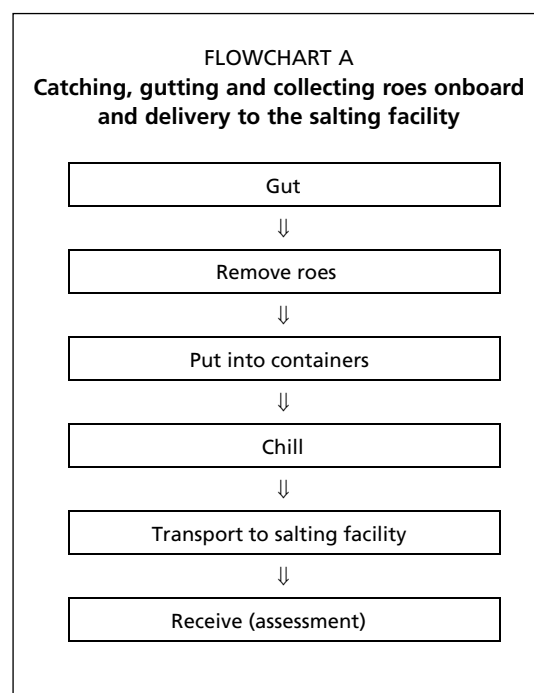 FLOWCHART A
Catching, gutting and collecting roes onboard
and delivery to the salting facility
Gut
⇓
Remove roes
⇓
Put into containers
⇓
Chill
⇓
Transport to salting facility
⇓
Receive (assessment)